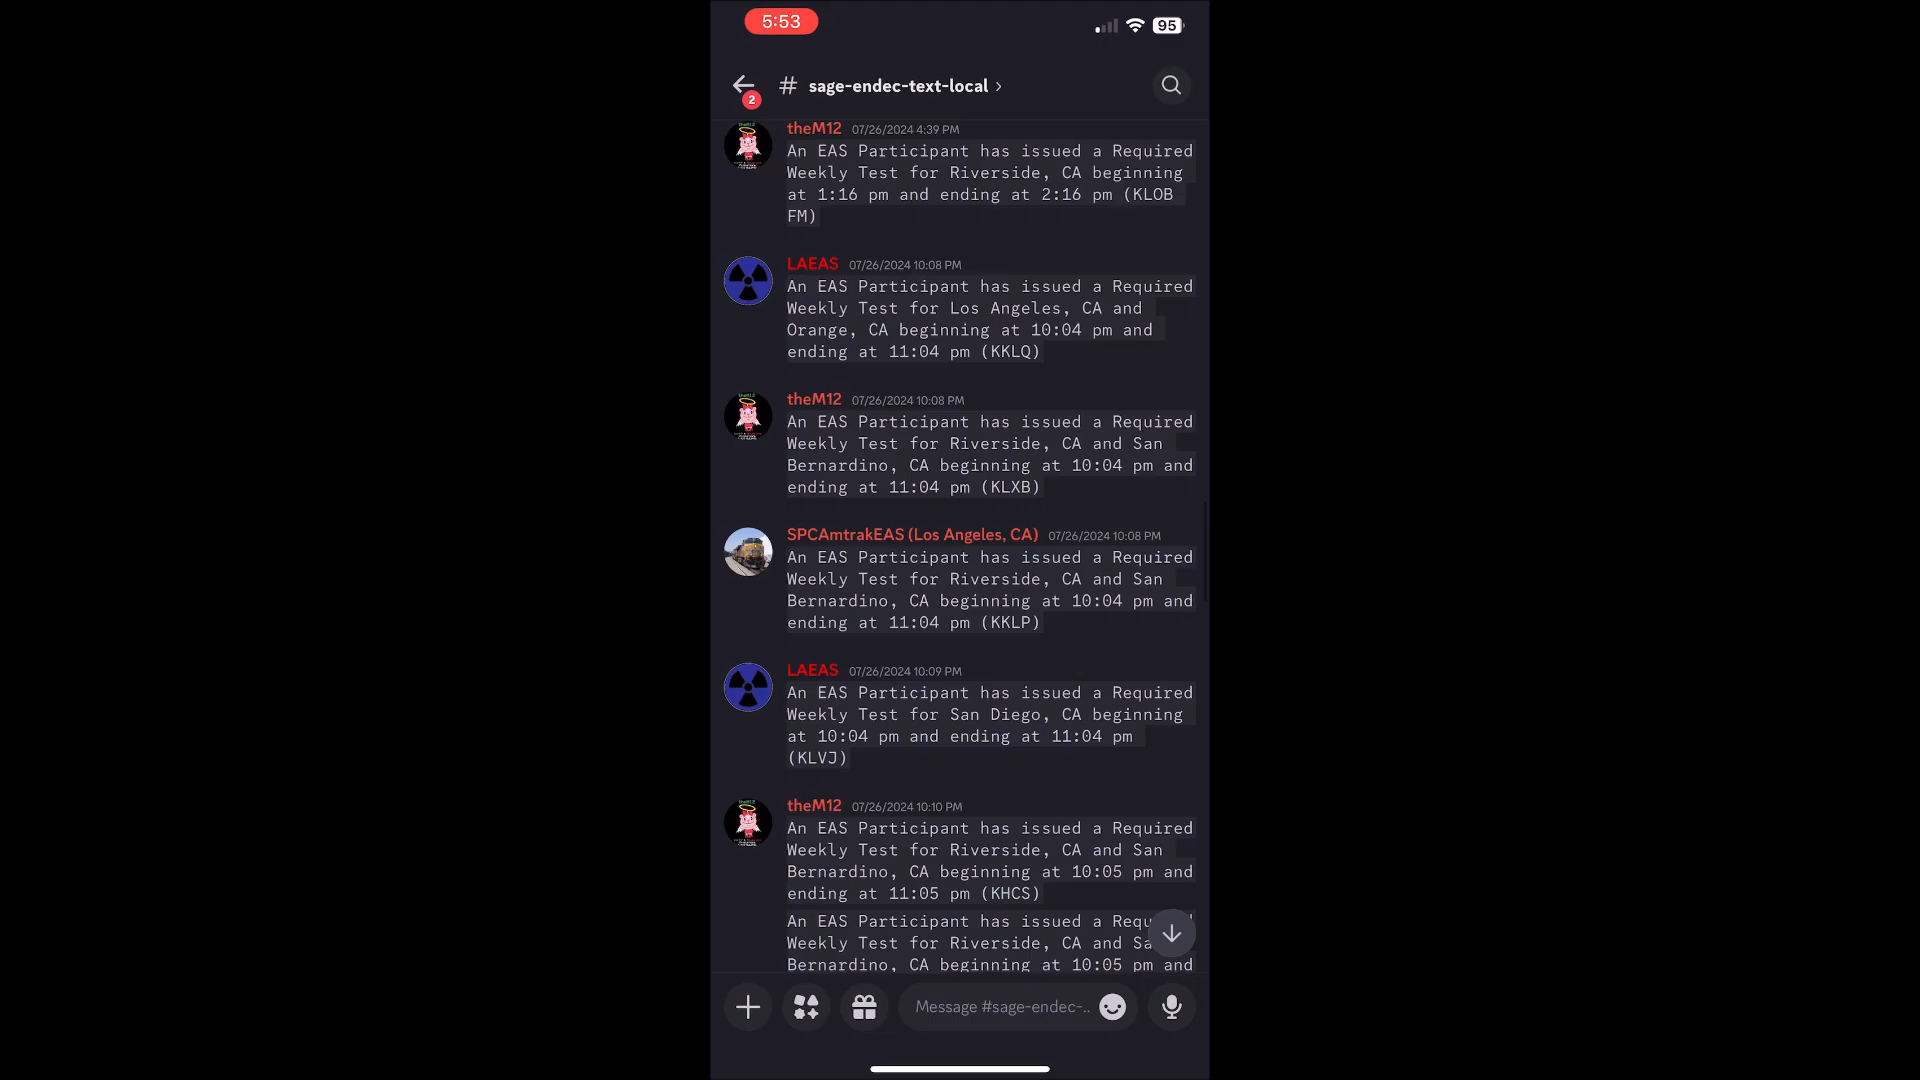 5:53
95
2
# sage-endec-text-local ›
theM12 07/26/2024 4:39 PM
An EAS Participant has issued a Required
Weekly Test for Riverside, CA beginning
at 1:16 pm and ending at 2:16 pm (KLOB
FM)
LAEAS 07/26/2024 10:08 PM
An EAS Participant has issued a Required
Weekly Test for Los Angeles, CA and
Orange, CA beginning at 10:04 pm and
ending at 11:04 pm (KKLQ)
theM12 07/26/2024 10:08 PM
An EAS Participant has issued a Required
Weekly Test for Riverside, CA and San
Bernardino, CA beginning at 10:04 pm and
ending at 11:04 pm (KLXB)
SPCAmtrakEAS (Los Angeles, CA) 07/26/2024 10:08 PM
An EAS Participant has issued a Required
Weekly Test for Riverside, CA and San
Bernardino, CA beginning at 10:04 pm and
ending at 11:04 pm (KKLP)
LAEAS 07/26/2024 10:09 PM
An EAS Participant has issued a Required
Weekly Test for San Diego, CA beginning
at 10:04 pm and ending at 11:04 pm
(KLVJ)
theM12 07/26/2024 10:10 PM
An EAS Participant has issued a Required
Weekly Test for Riverside, CA and San
Bernardino, CA beginning at 10:05 pm and
ending at 11:05 pm (KHCS)
An EAS Participant has issued a Requ
Weekly Test for Riverside, CA and Sa
Bernardino, CA beginning at 10:05 pm and
Message #sage-endec-..